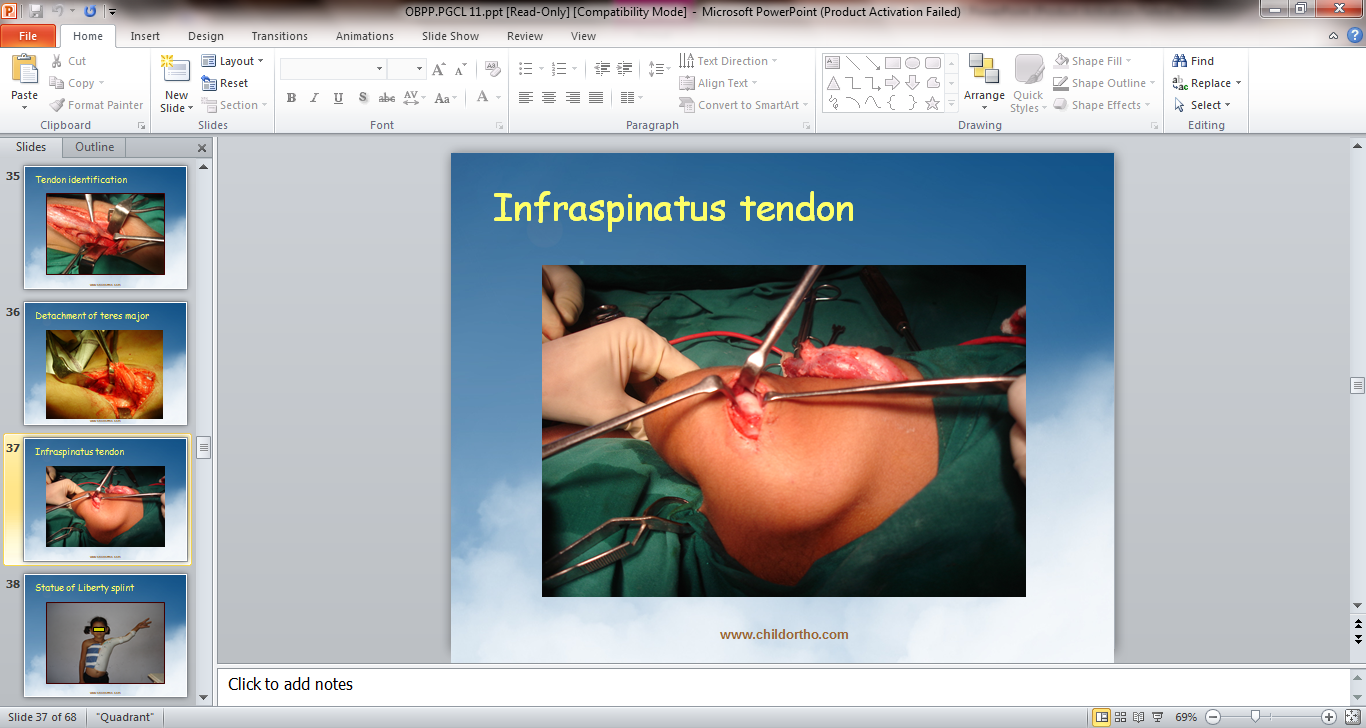 OBPP.PGCL 11.ppt [Read-Only] [Compatibility Mode] - Microsoft PowerPoint (Product Activation Failed)
File Home Insert Design Transitions Animations Slide Show Review View
Paste
Cut
Copy
Format Painter
Clipboard
New Slide
Layout
Reset
Section
Slides
Font
Text Direction
Align Text
Convert to SmartArt
Paragraph
Arrange
Quick Styles
Shape Fill
Shape Outline
Shape Effects
Drawing
Find
Replace
Select
Editing
Slides Outline
35
Tendon identification
36
Detachment of teres major
37
Infraspinatus tendon
38
Statue of Liberty splint
Infraspinatus tendon
www.childortho.com
Click to add notes
Slide 37 of 68 "Quadrant" 69%